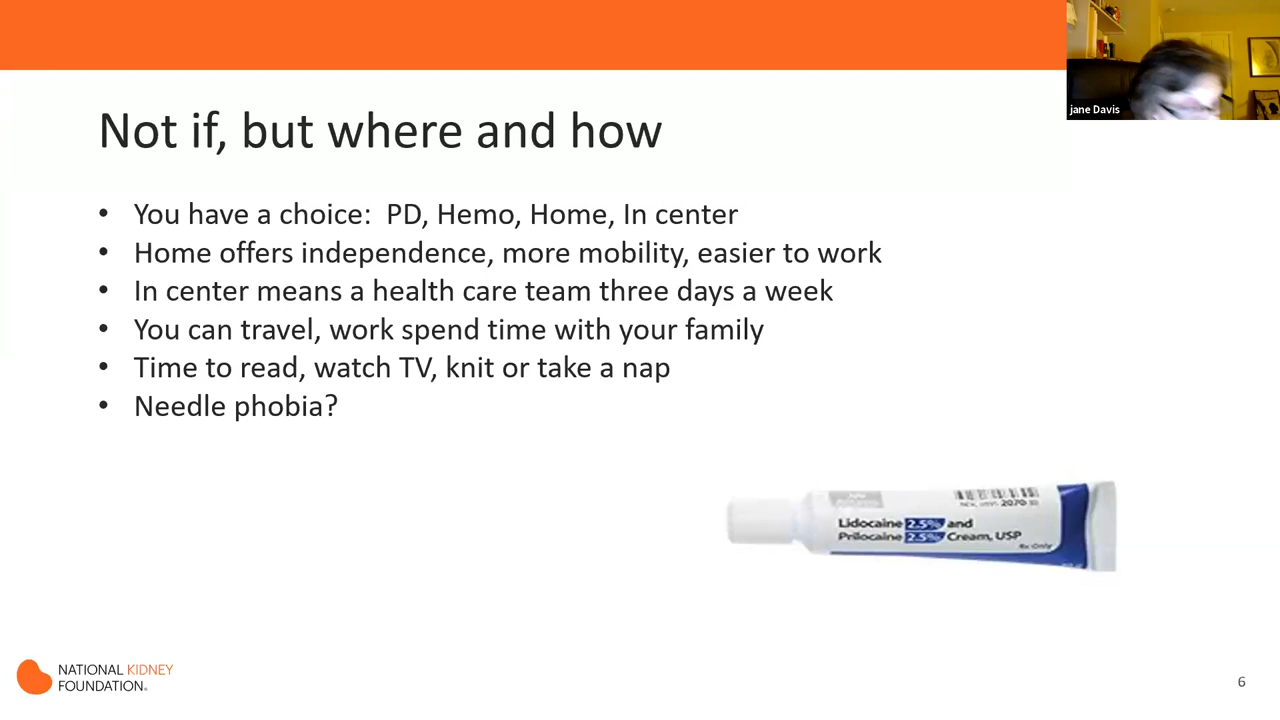 jane Davis
Not if, but where and how
• You have a choice:  PD, Hemo, Home, In center
• Home offers independence, more mobility, easier to work
• In center means a health care team three days a week
• You can travel, work spend time with your family
• Time to read, watch TV, knit or take a nap
• Needle phobia?
Lidocaine 2.5% and
Prilocaine 2.5% Cream, USP
Rx Only
NATIONAL KIDNEY
FOUNDATION®
6